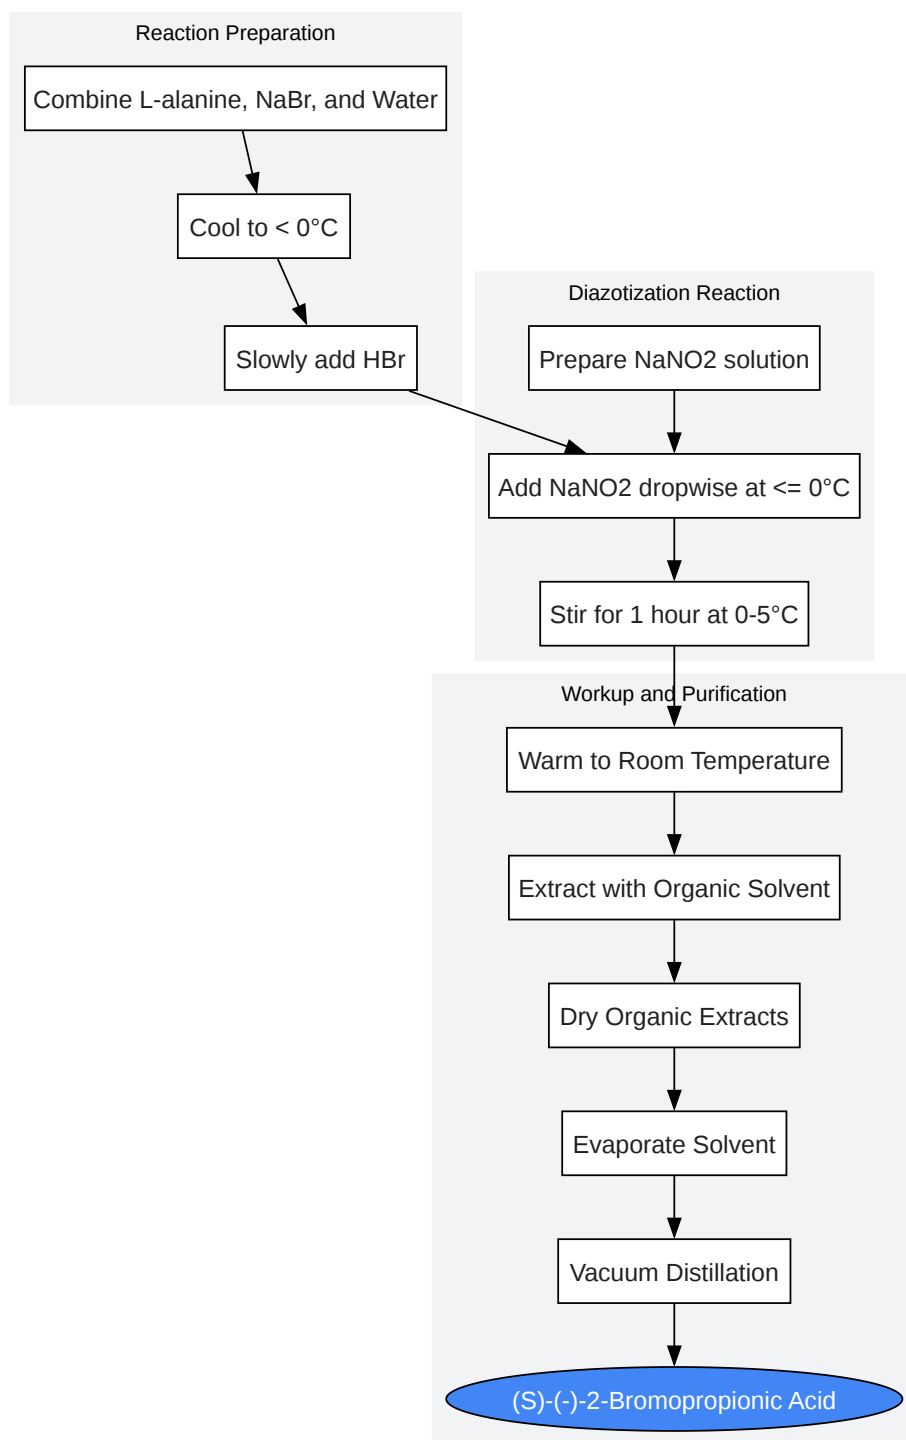 Reaction Preparation
Combine L-alanine, NaBr, and Water
Cool to < 0°C
Slowly add HBr
Diazotization Reaction
Prepare NaNO2 solution
Add NaNO2 dropwise at <= 0°C
Stir for 1 hour at 0-5°C
Workup and Purification
Warm to Room Temperature
Extract with Organic Solvent
Dry Organic Extracts
Evaporate Solvent
Vacuum Distillation
(S)-(-)-2-Bromopropionic Acid